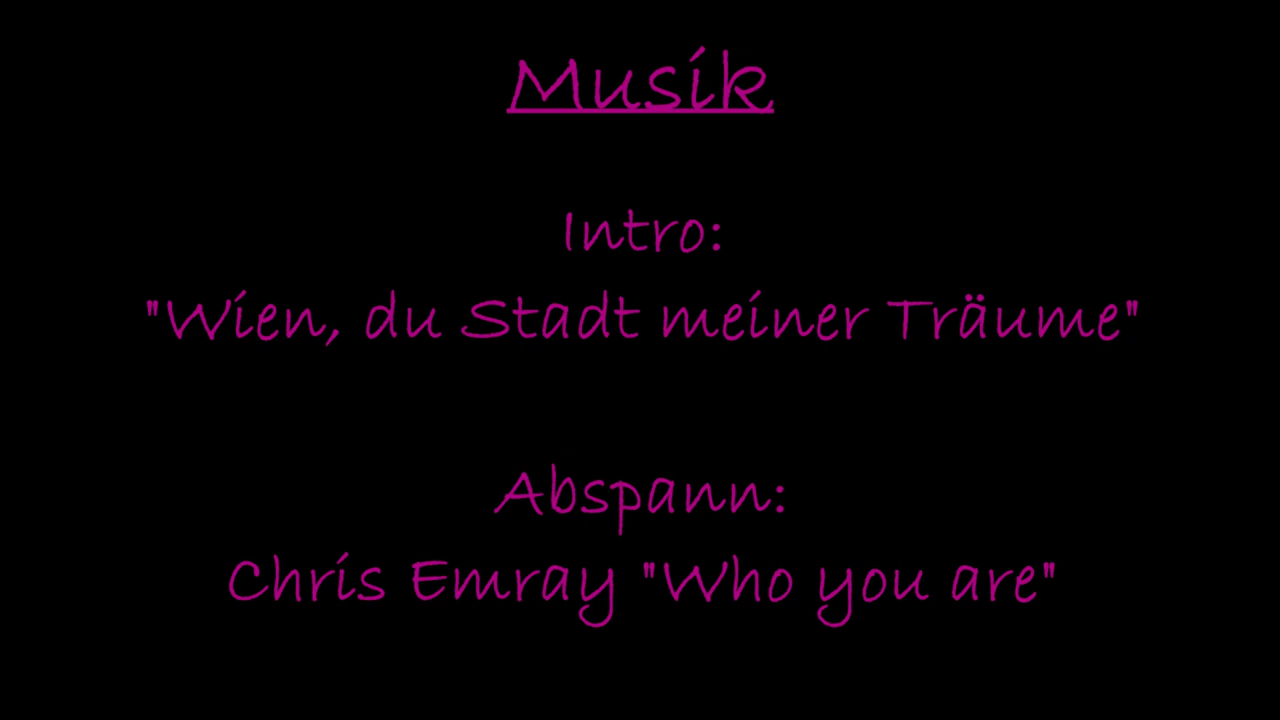 Musik
Intro:
"Wien, du Stadt meiner Träume"
Abspann:
Chris Emray "Who you are"